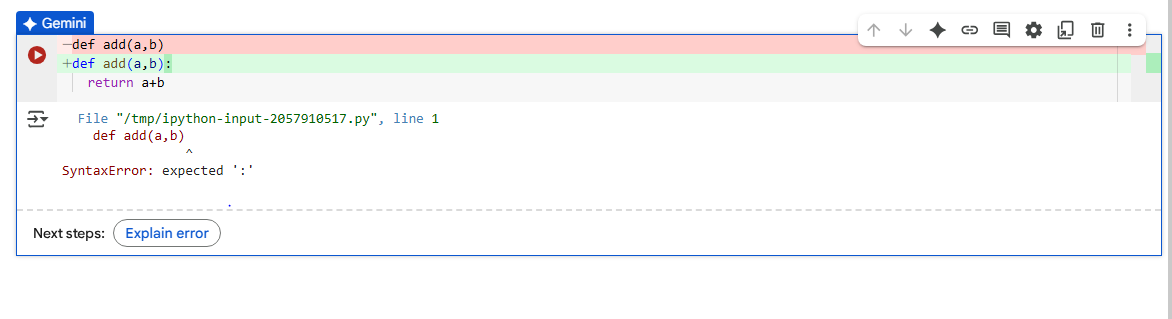 Gemini
−def add(a,b)
+def add(a,b):
return a+b
File "/tmp/ipython-input-2057910517.py", line 1
def add(a,b)
^
SyntaxError: expected ':'
.
Next steps: Explain error